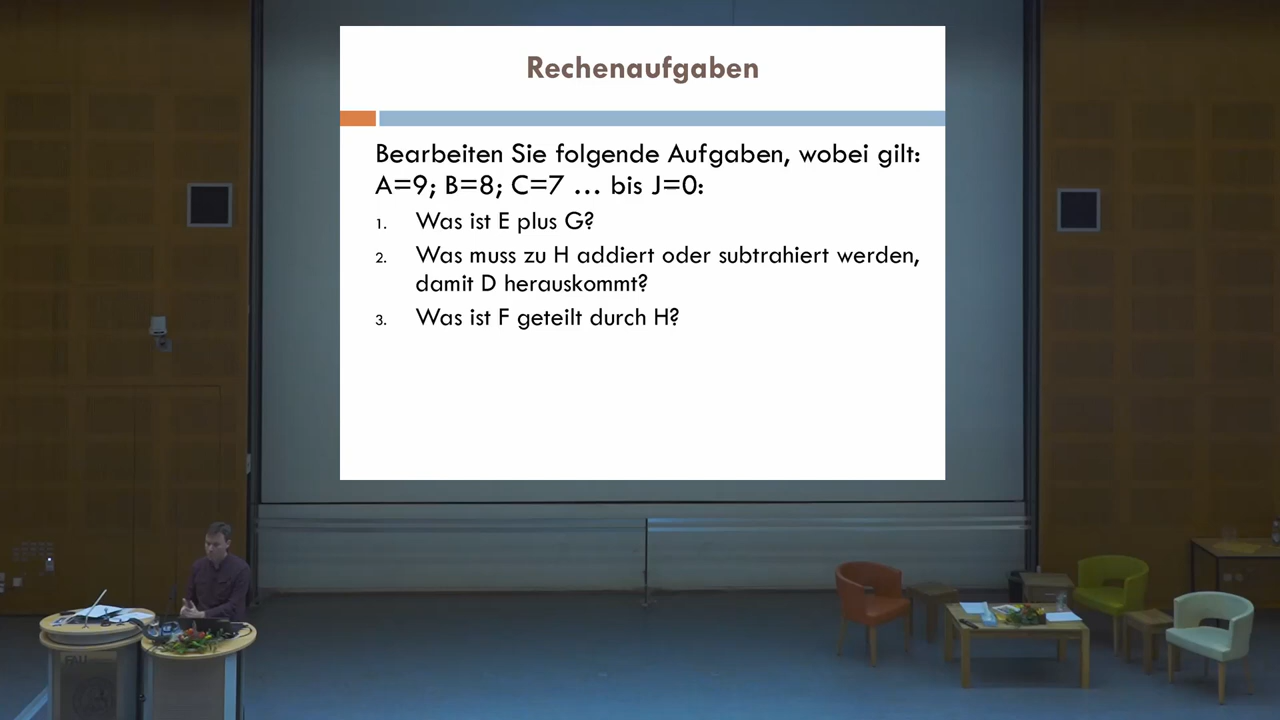 Rechenaufgaben
Bearbeiten Sie folgende Aufgaben, wobei gilt:
A=9; B=8; C=7 … bis J=0:
1. Was ist E plus G?
2. Was muss zu H addiert oder subtrahiert werden,
damit D herauskommt?
3. Was ist F geteilt durch H?
FAU